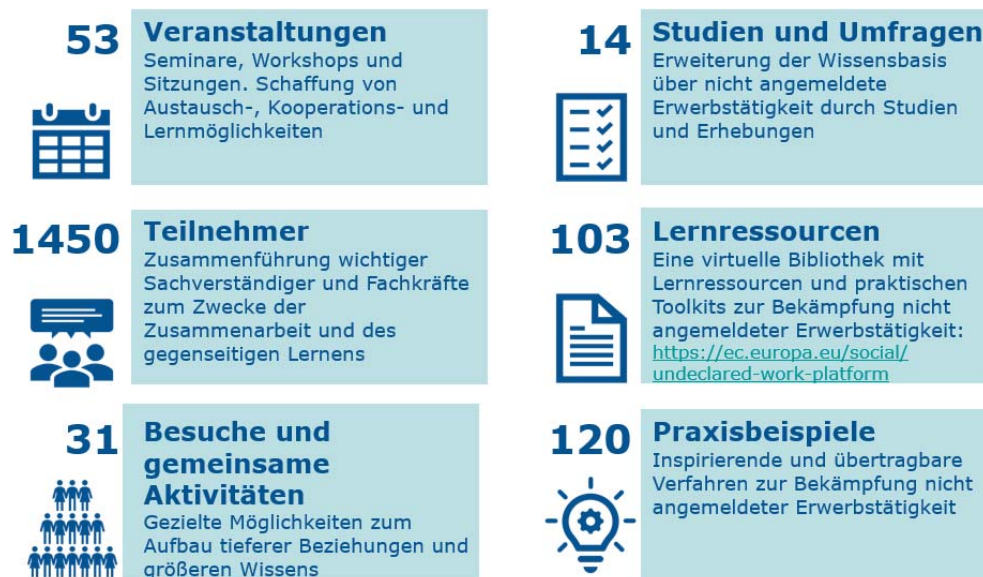 53
Veranstaltungen
Seminare, Workshops und
Sitzungen. Schaffung von
Austausch-, Kooperations- und
Lernmöglichkeiten
14
Studien und Umfragen
Erweiterung der Wissensbasis
über nicht angemeldete
Erwerbstätigkeit durch Studien
und Erhebungen
1450
Teilnehmer
Zusammenführung wichtiger
Sachverständiger und Fachkräfte
zum Zwecke der
Zusammenarbeit und des
gegenseitigen Lernens
103
Lernressourcen
Eine virtuelle Bibliothek mit
Lernressourcen und praktischen
Toolkits zur Bekämpfung nicht
angemeldeter Erwerbstätigkeit:
https://ec.europa.eu/social/
undeclared-work-platform
31
Besuche und
gemeinsame
Aktivitäten
Gezielte Möglichkeiten zum
Aufbau tieferer Beziehungen und
größeren Wissens
120
Praxisbeispiele
Inspirierende und übertragbare
Verfahren zur Bekämpfung nicht
angemeldeter Erwerbstätigkeit